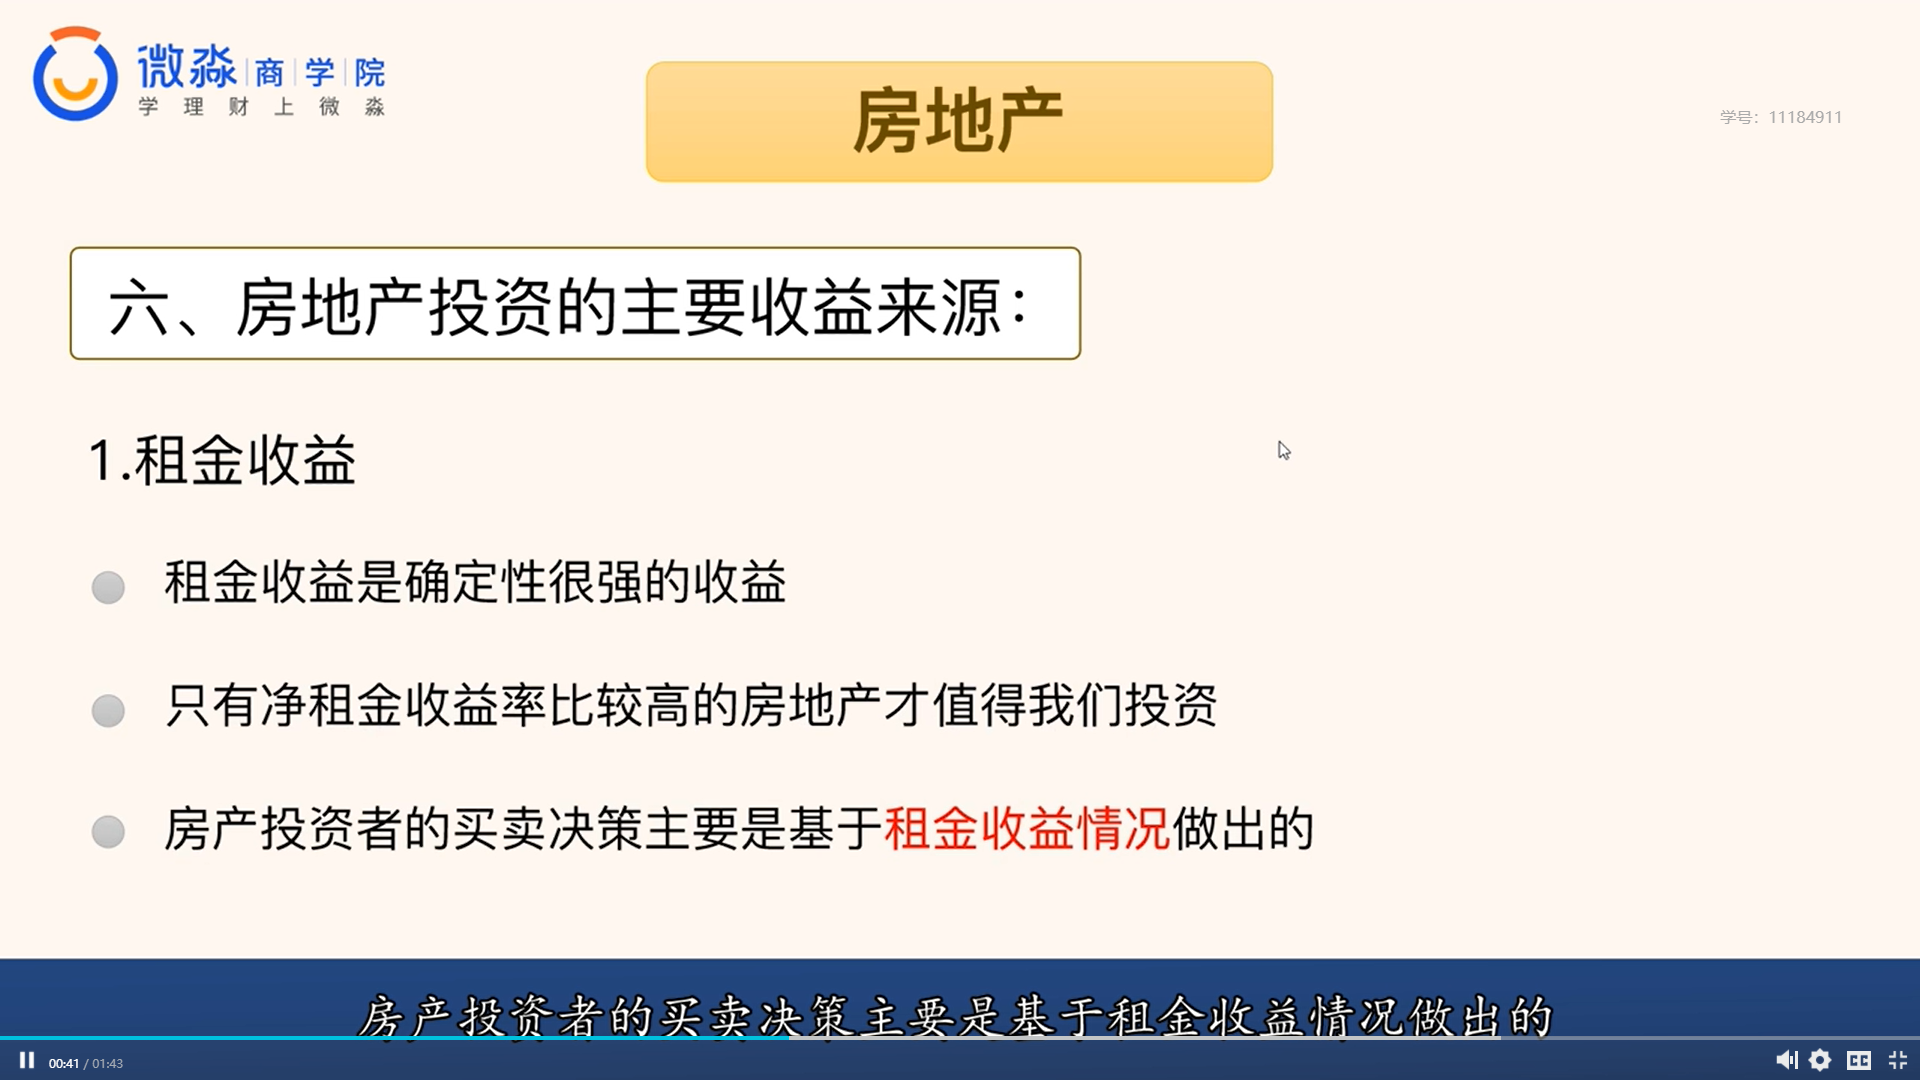 微淼商学院
学理财上微淼
房地产
学号：11184911
六、房地产投资的主要收益来源：
1.租金收益
租金收益是确定性很强的收益
只有净租金收益率比较高的房地产才值得我们投资
房产投资者的买卖决策主要是基于租金收益情况做出的
房产投资者的买卖决策主要是基于租金收益情况做出的
00:41 / 01:43
CC